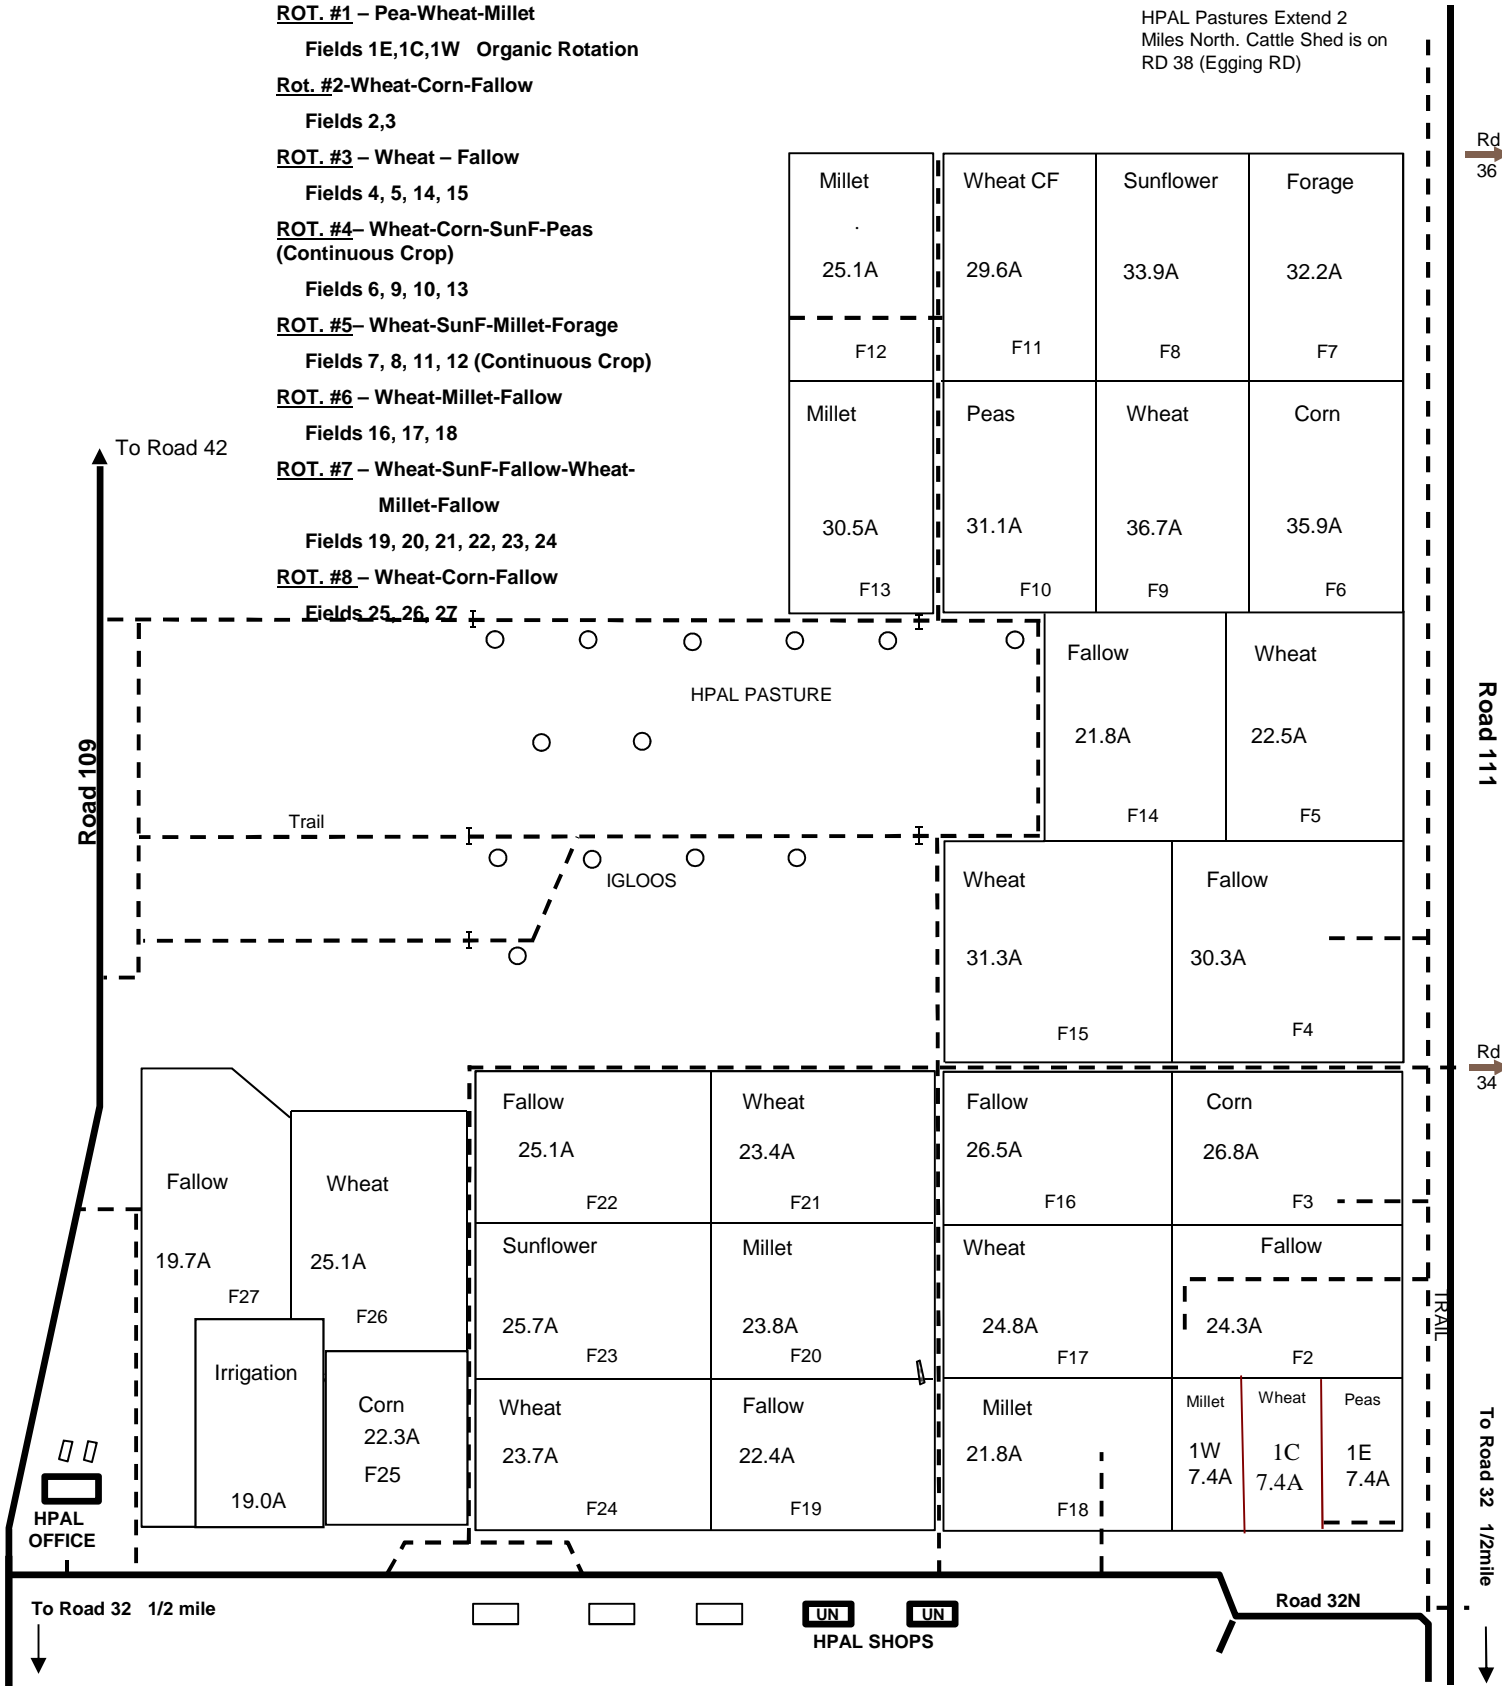 ROT. #1 – Pea-Wheat-Millet
Fields 1E,1C,1W Organic Rotation
Rot. #2-Wheat-Corn-Fallow
Fields 2,3
ROT. #3 – Wheat – Fallow
Fields 4, 5, 14, 15
ROT. #4– Wheat-Corn-SunF-Peas
(Continuous Crop)
Fields 6, 9, 10, 13
ROT. #5– Wheat-SunF-Millet-Forage
Fields 7, 8, 11, 12 (Continuous Crop)
ROT. #6 – Wheat-Millet-Fallow
Fields 16, 17, 18
ROT. #7 – Wheat-SunF-Fallow-Wheat-
Millet-Fallow
Fields 19, 20, 21, 22, 23, 24
ROT. #8 – Wheat-Corn-Fallow
Fields 25, 26, 27
HPAL Pastures Extend 2
Miles North. Cattle Shed is on
RD 38 (Egging RD)
Rd
36
Millet
.
25.1A
F12
Wheat CF
29.6A
F11
Sunflower
33.9A
F8
Forage
32.2A
F7
Millet
30.5A
F13
Peas
31.1A
F10
Wheat
36.7A
F9
Corn
35.9A
F6
To Road 42
Road 109
HPAL PASTURE
Trail
IGLOOS
Fallow
21.8A
F14
Wheat
22.5A
F5
Road 111
Wheat
31.3A
F15
Fallow
30.3A
F4
Rd
34
Fallow
19.7A
F27
Wheat
25.1A
F26
Irrigation
19.0A
Corn
22.3A
F25
Fallow
25.1A
F22
Wheat
23.4A
F21
Sunflower
25.7A
F23
Millet
23.8A
F20
Wheat
23.7A
F24
Fallow
22.4A
F19
Fallow
26.5A
F16
Corn
26.8A
F3
Wheat
24.8A
F17
Fallow
24.3A
F2
Millet
21.8A
F18
Millet
1W
7.4A
Wheat
1C
7.4A
Peas
1E
7.4A
TRAIL
To Road 32 1/2mile
HPAL
OFFICE
To Road 32 1/2 mile
UN
UN
HPAL SHOPS
Road 32N